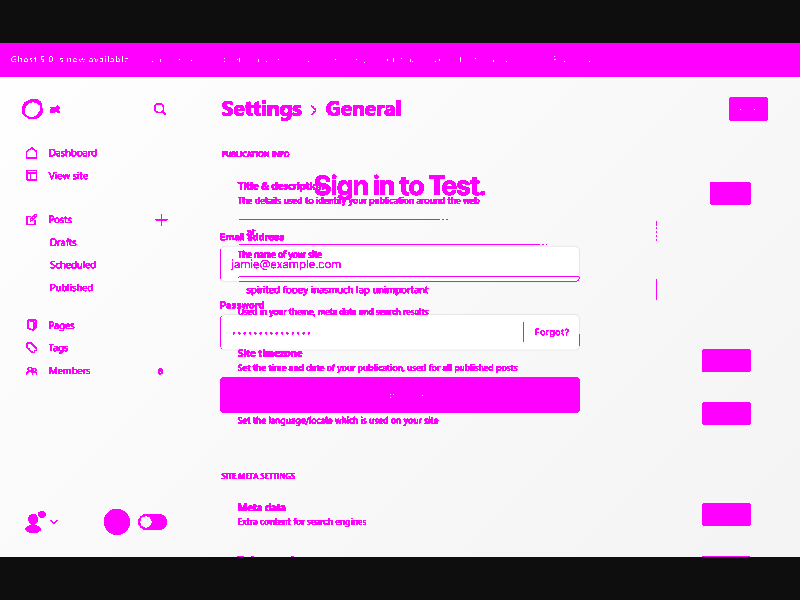 Ghost 5.0 is now available
Settings > General
Dashboard
View site
Posts
Drafts
Scheduled
Published
Pages
Tags
Members
PUBLICATION INFO
Title & description
Sign in to Test.
The details used to identify your publication around the web
Email address
The name of your site
jamie@example.com
spirited fooey inasmuch lap unimportant
Password
Used in your theme, meta data and search results
Forgot?
Site timezone
Set the time and date of your publication, used for all published posts
Set the language/locale which is used on your site
SITE META SETTINGS
Meta data
Extra content for search engines